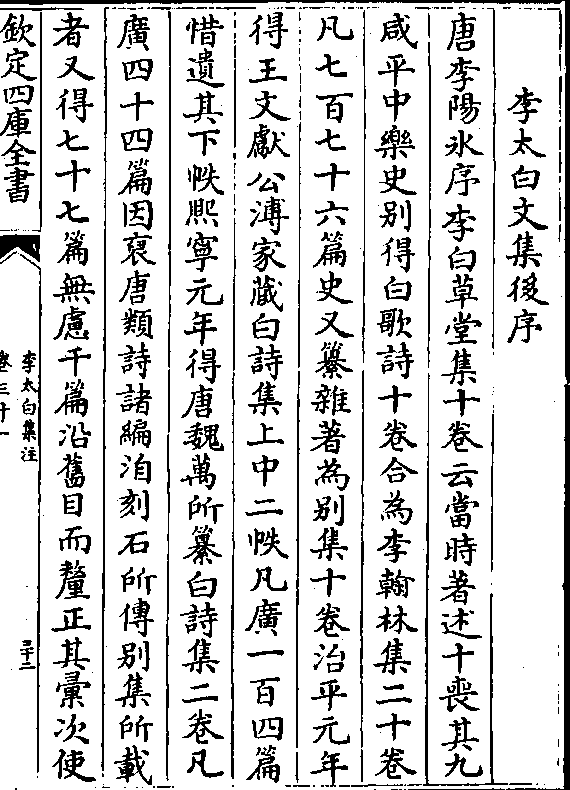 李太白文集後序
唐李陽冰序李白草堂集十卷云當時著述十喪其九
咸平中樂史别得白歌詩十卷合為李翰林集二十卷
凡七百七十六篇史又纂雜著為别集十卷治平元年
得王文獻公溥家藏白詩集上中二帙凡廣一百四篇
惜遺其下帙熙寧元年得唐魏萬所纂白詩集二卷凡
廣四十四篇因裒唐類詩諸編洎刻石所傳别集所載
者又得七十七篇無慮千篇沿舊目而釐正其彚次使
欽定四庫全書
李太白集注
卷三十一
三十二